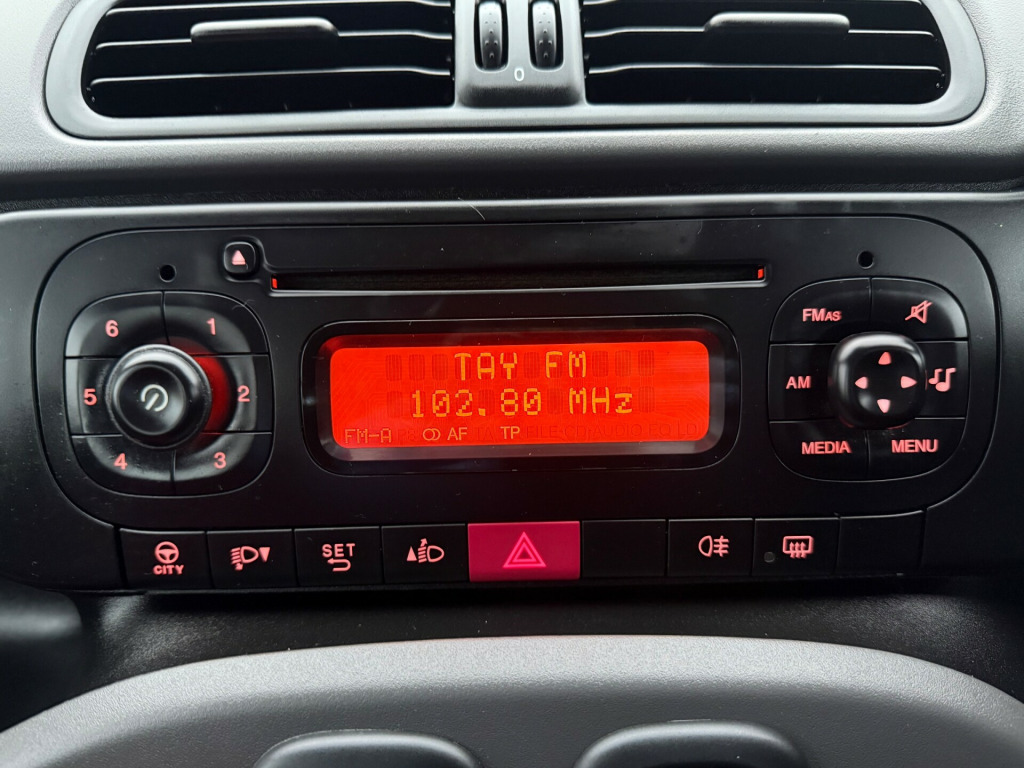 0
6 1
5 2
4 3
TAY FM
102.80 MHz
FM-A AF TP
FMAS
AM
MEDIA MENU
CITY
SET